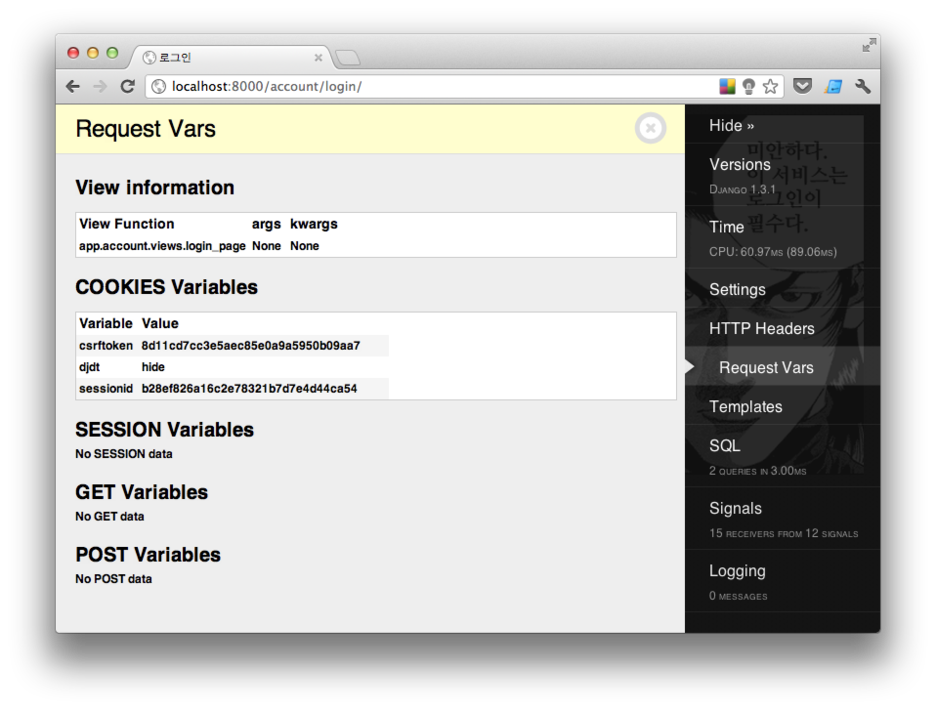 로그인
localhost:8000/account/login/
Request Vars
View information
View Function args kwargs
app.account.views.login_page None None
COOKIES Variables
Variable Value
csrftoken 8d11cd7cc3e5aec85e0a9a5950b09aa7
djdt hide
sessionid b28ef826a16c2e78321b7d7e4d44ca54
SESSION Variables
No SESSION data
GET Variables
No GET data
POST Variables
No POST data
Hide »
미안하다.
이 서비스는
로그인이
필수다.
Versions
Django 1.3.1
Time
CPU: 60.97ms (89.06ms)
Settings
HTTP Headers
Request Vars
Templates
SQL
2 queries in 3.00ms
Signals
15 receivers from 12 signals
Logging
0 messages